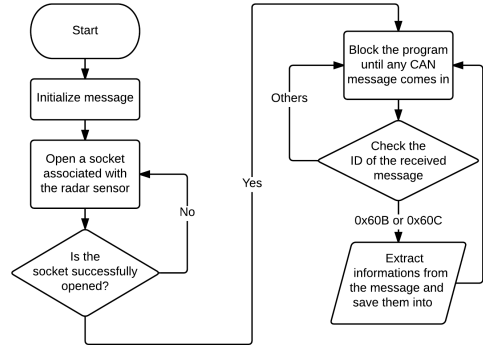 Start
Initialize message
Open a socket
associated with
the radar sensor
No
Is the
socket successfully
opened?
Yes
Block the program
until any CAN
message comes in
Others
Check the
ID of the received
message
0x60B or 0x60C
Extract
informations from
the message and
save them into